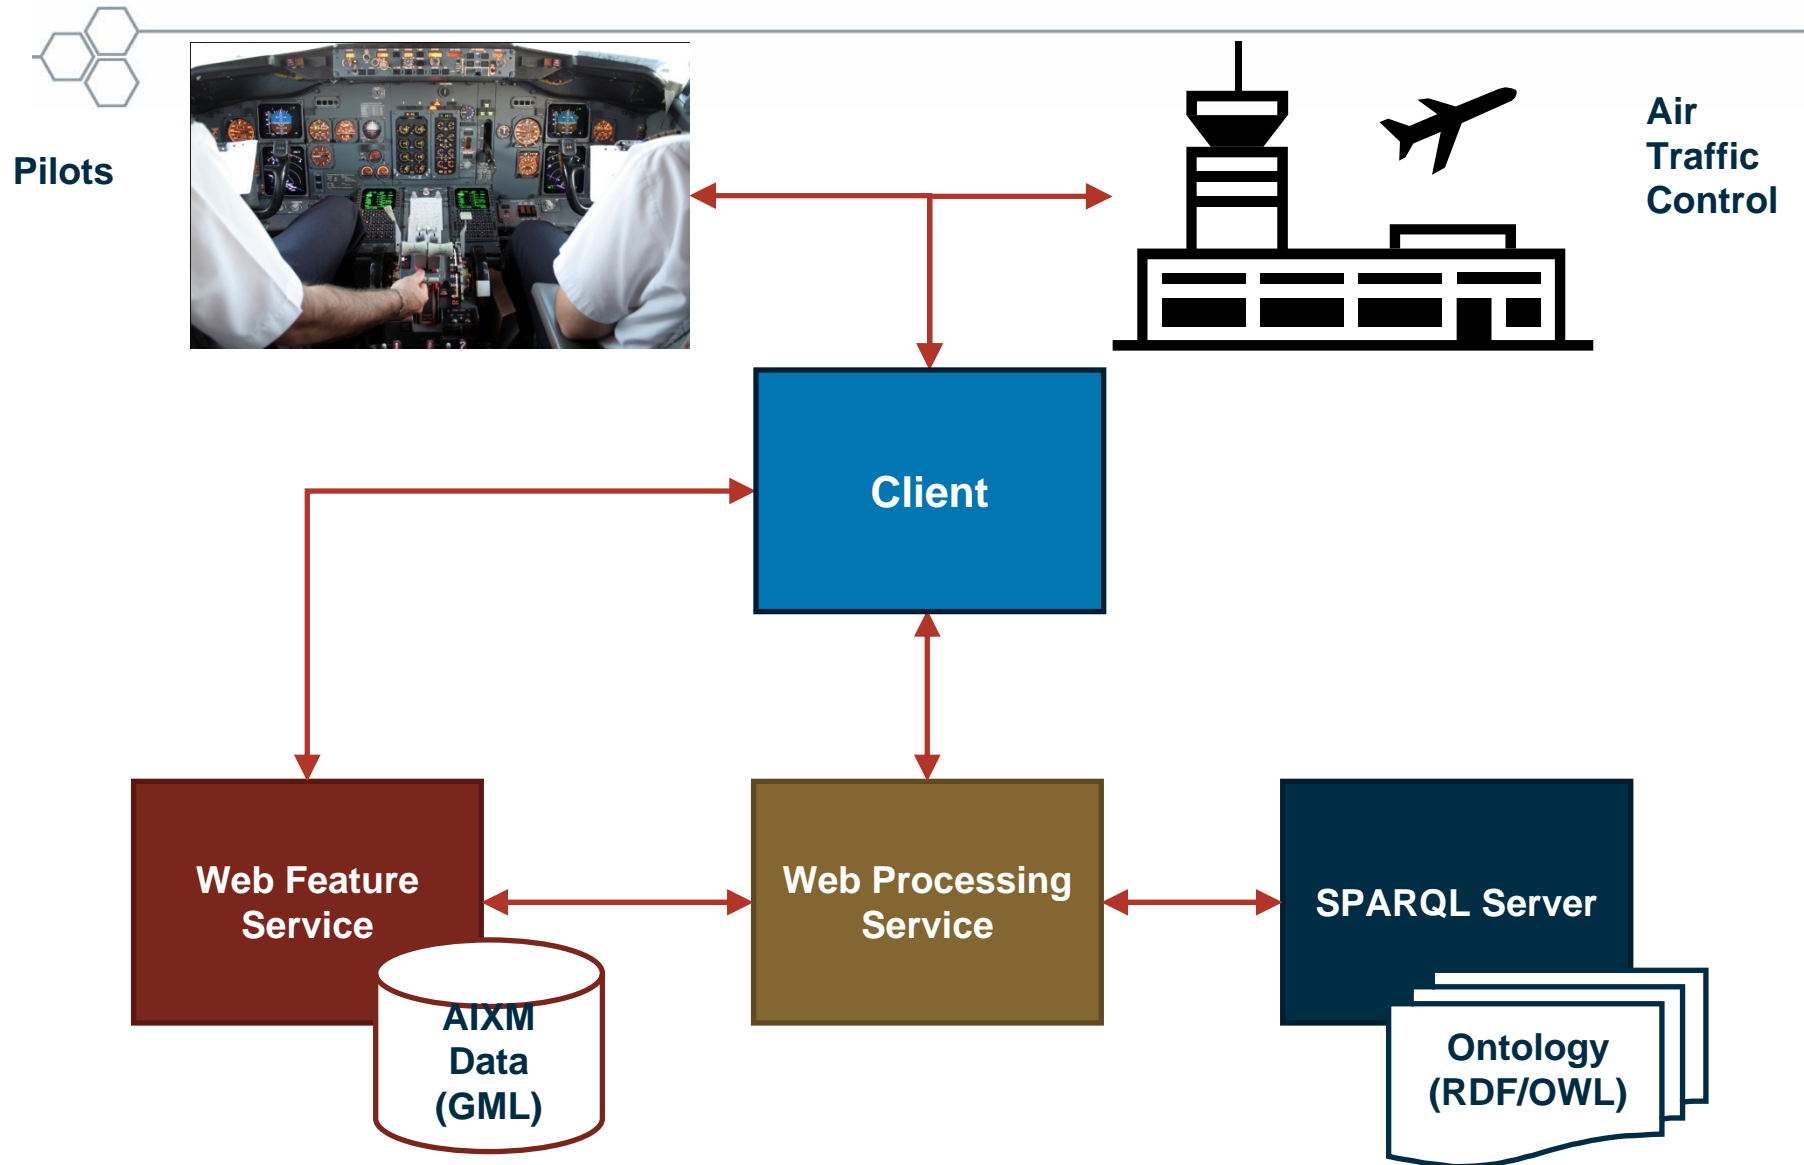 Pilots
Air
Traffic
Control
Client
Web Feature
Service
Web Processing
Service
SPARQL Server
AIXM
Data
(GML)
Ontology
(RDF/OWL)